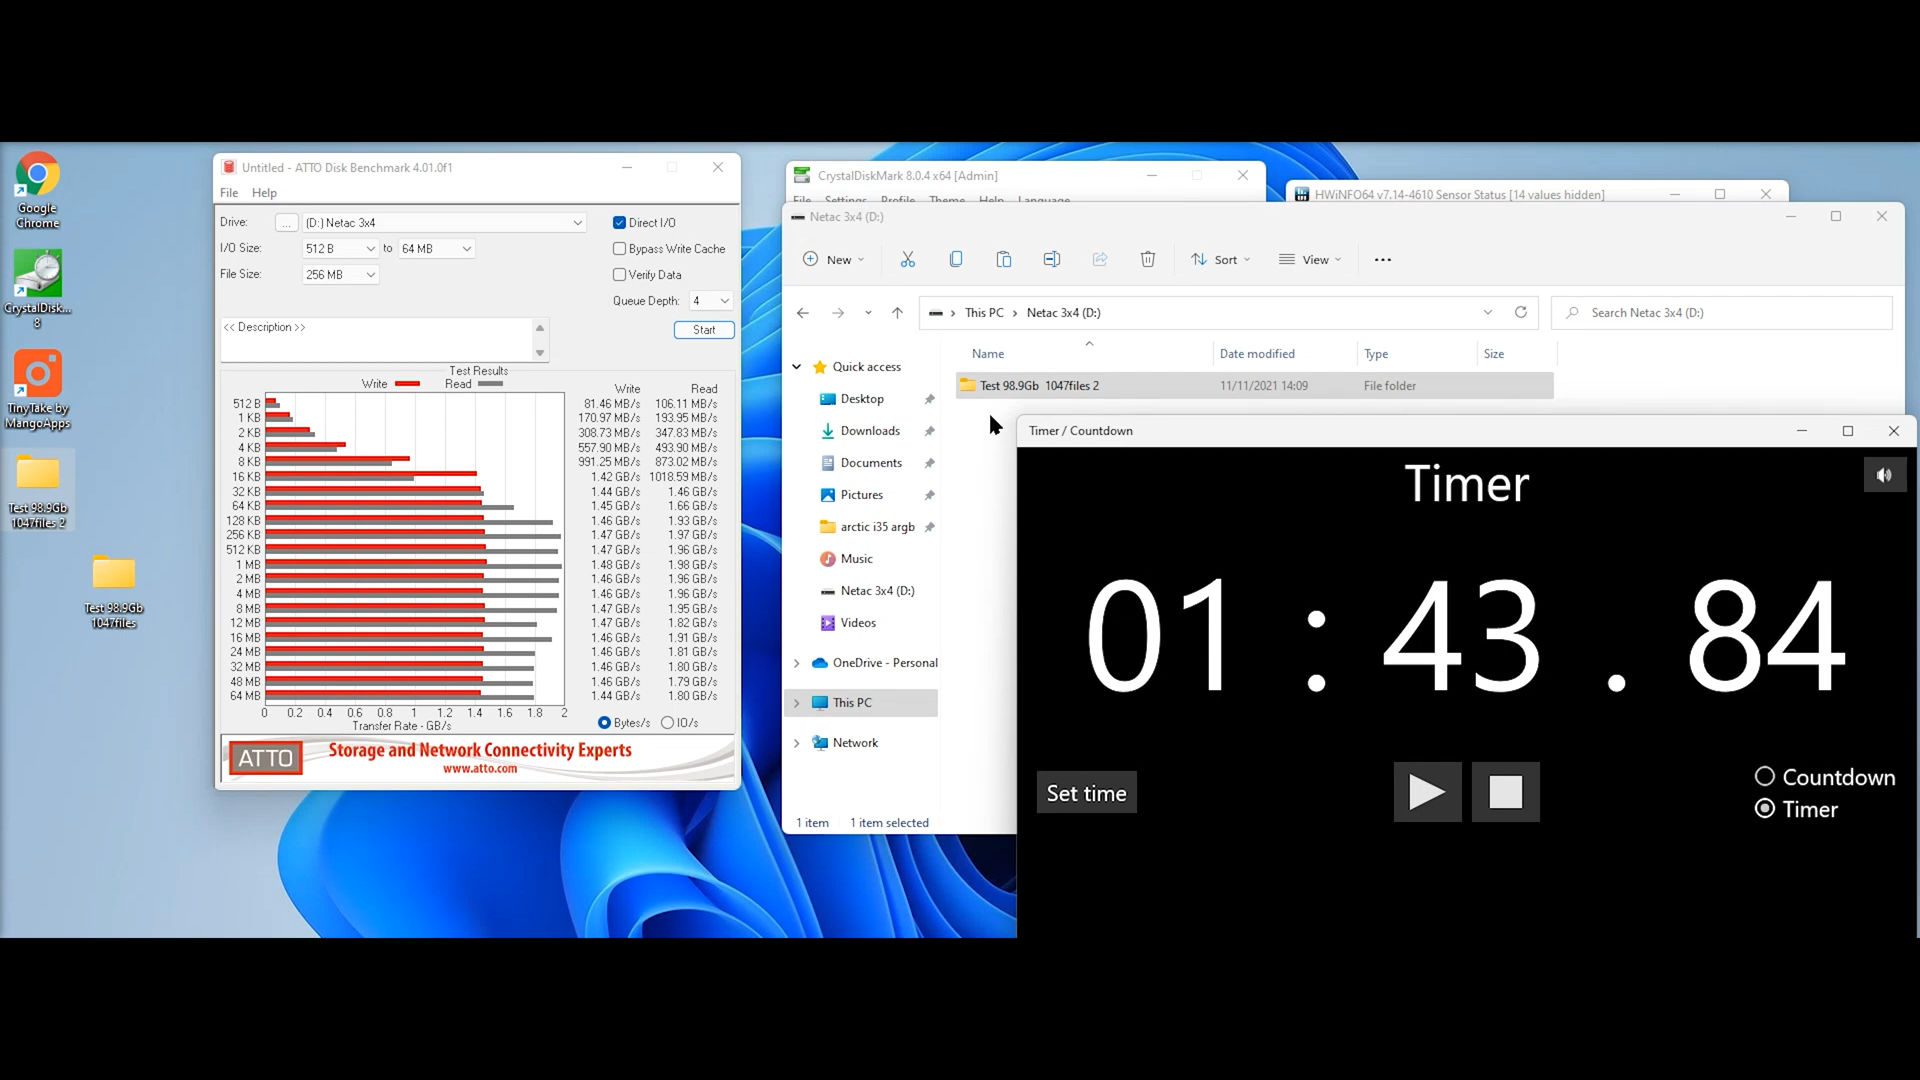 Google
Chrome
CrystalDisk...
8
TinyTake by
MangoApps
Test 98.9Gb
1047files 2
Test 98.9Gb
1047files
Untitled - ATTO Disk Benchmark 4.01.0f1
File Help
Drive: ... (D:) Netac 3x4 Direct I/O
I/O Size: 512 B to 64 MB Bypass Write Cache
File Size: 256 MB Verify Data
Queue Depth: 4
<< Description >> Start
Test Results
Write Read Write Read
512 B 81.46 MB/s 106.11 MB/s
1 KB 170.97 MB/s 193.95 MB/s
2 KB 308.73 MB/s 347.83 MB/s
4 KB 557.90 MB/s 493.90 MB/s
8 KB 991.25 MB/s 873.02 MB/s
16 KB 1.42 GB/s 1018.59 MB/s
32 KB 1.44 GB/s 1.46 GB/s
64 KB 1.45 GB/s 1.66 GB/s
128 KB 1.46 GB/s 1.93 GB/s
256 KB 1.47 GB/s 1.97 GB/s
512 KB 1.47 GB/s 1.96 GB/s
1 MB 1.48 GB/s 1.98 GB/s
2 MB 1.46 GB/s 1.96 GB/s
4 MB 1.46 GB/s 1.96 GB/s
8 MB 1.47 GB/s 1.95 GB/s
12 MB 1.47 GB/s 1.82 GB/s
16 MB 1.46 GB/s 1.91 GB/s
24 MB 1.46 GB/s 1.81 GB/s
32 MB 1.46 GB/s 1.80 GB/s
48 MB 1.46 GB/s 1.79 GB/s
64 MB 1.44 GB/s 1.80 GB/s
0 0.2 0.4 0.6 0.8 1 1.2 1.4 1.6 1.8 2
Transfer Rate - GB/s
Bytes/s IO/s
ATTO Storage and Network Connectivity Experts
www.atto.com
CrystalDiskMark 8.0.4 x64 [Admin]
File Settings Profile Theme Help Language
HWiNFO64 v7.14-4610 Sensor Status [14 values hidden]
Netac 3x4 (D:)
New Sort View ...
This PC > Netac 3x4 (D:) Search Netac 3x4 (D:)
Name Date modified Type Size
Test 98.9Gb 1047files 2 11/11/2021 14:09 File folder
Quick access
Desktop
Downloads
Documents
Pictures
arctic i35 argb
Music
Netac 3x4 (D:)
Videos
OneDrive - Personal
This PC
Network
1 item 1 item selected
Timer / Countdown
Timer
01 : 43 . 84
Set time
Countdown
Timer